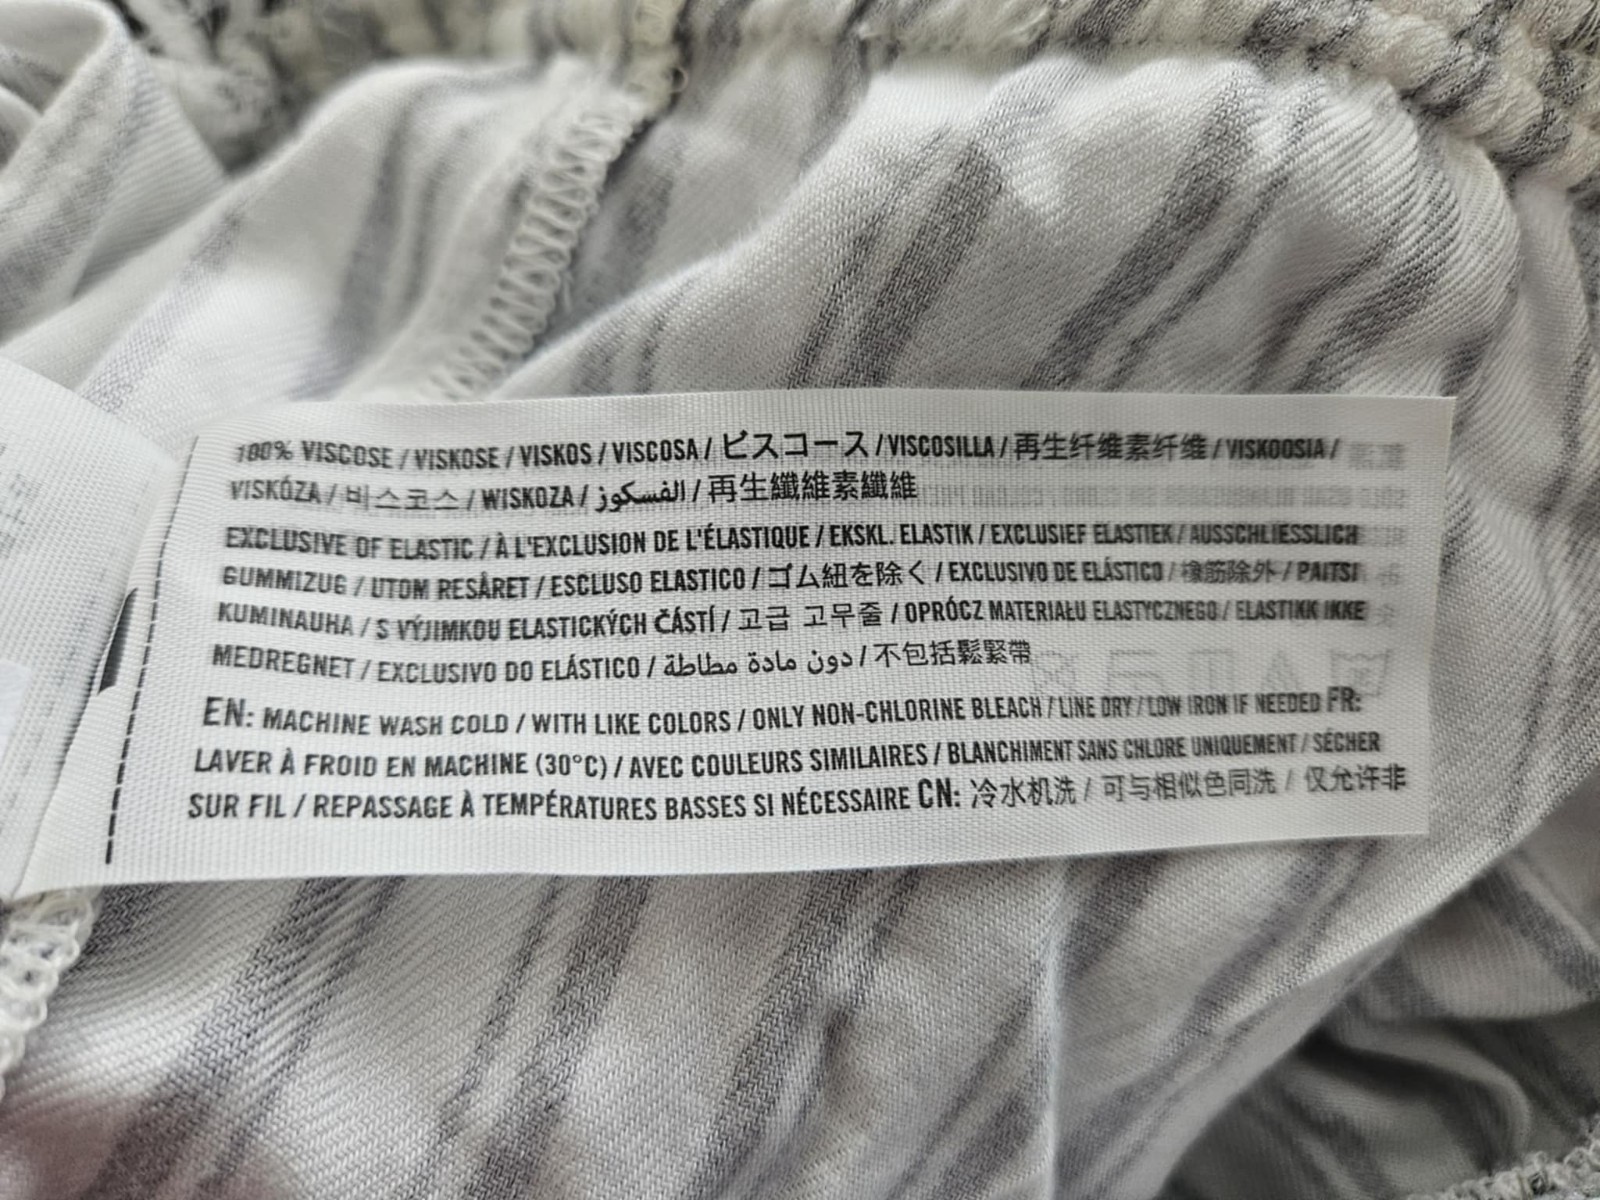 100% VISCOSE / VISKOSE / VISKOS / VISCOSA / ビスコース / VISCOSILLA / 再生纤维素纤维 / VISKOOSIA /
VISKÓZA / 비스코스 / WISKOZA / الفسكوز / 再生纖維素纖維
EXCLUSIVE OF ELASTIC / À L'EXCLUSION DE L'ÉLASTIQUE / EKSKL. ELASTIK / EXCLUSIEF ELASTIEK / AUSSCHLIESSLICH
GUMMIZUG / UTOM RESÅRET / ESCLUSO ELASTICO / ゴム紐を除く / EXCLUSIVO DE ELÁSTICO / 橡筋除外 / PAITSI
KUMINAUHA / S VÝJIMKOU ELASTICKÝCH ČÁSTÍ / 고급 고무줄 / OPRÓCZ MATERIAŁU ELASTYCZNEGO / ELASTIKK IKKE
MEDREGNET / EXCLUSIVO DO ELÁSTICO / دون مادة مطاطة / 不包括鬆緊帶
EN: MACHINE WASH COLD / WITH LIKE COLORS / ONLY NON-CHLORINE BLEACH / LINE DRY / LOW IRON IF NEEDED FR:
LAVER À FROID EN MACHINE (30°C) / AVEC COULEURS SIMILAIRES / BLANCHIMENT SANS CHLORE UNIQUEMENT / SÉCHER
SUR FIL / REPASSAGE À TEMPÉRATURES BASSES SI NÉCESSAIRE CN: 冷水机洗 / 可与相似色同洗 / 仅允许非